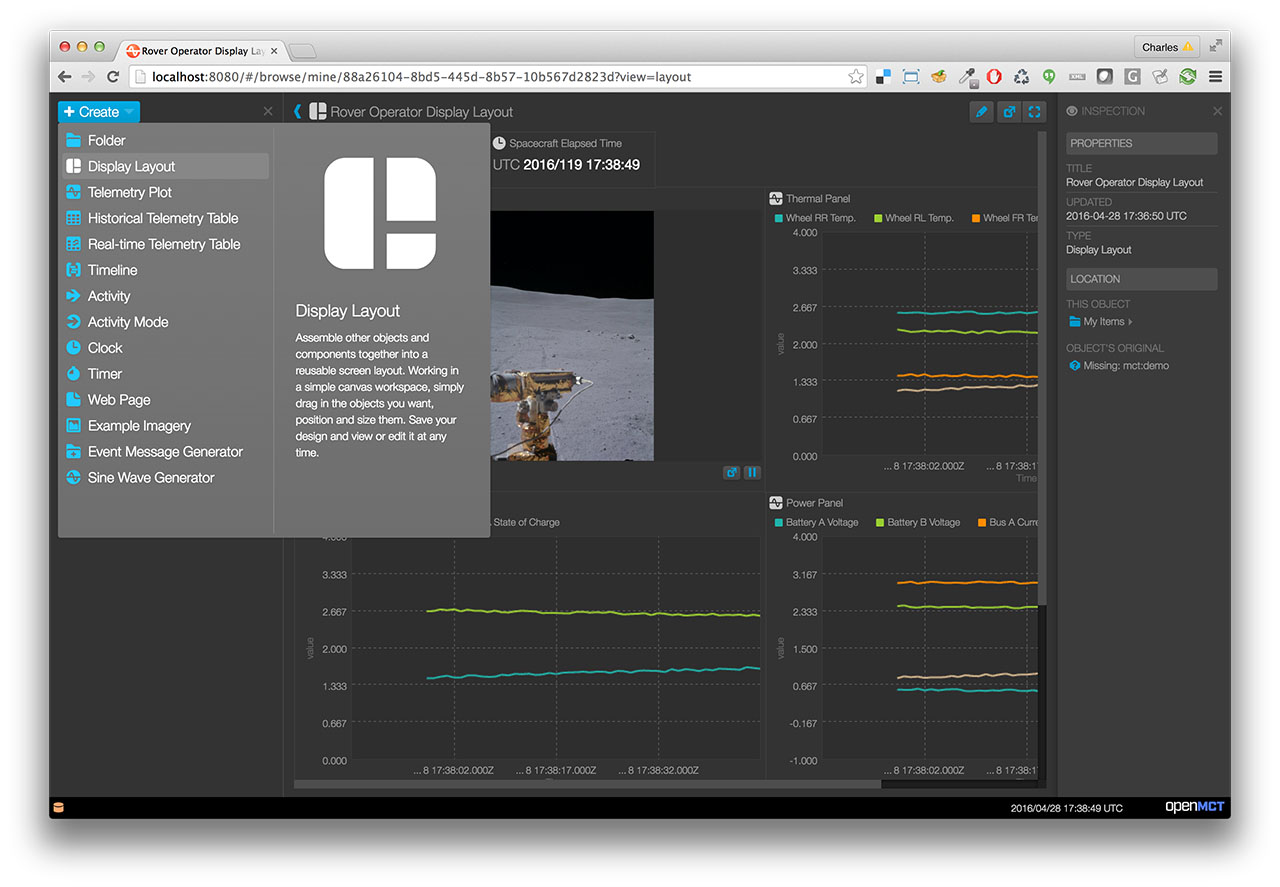 Rover Operator Display La
Charles
localhost:8080/#/browse/mine/88a26104-8bd5-445d-8b57-10b567d2823d?view=layout
XML
G
+ Create
Folder
Display Layout
Telemetry Plot
Historical Telemetry Table
Real-time Telemetry Table
Timeline
Activity
Activity Mode
Clock
Timer
Web Page
Example Imagery
Event Message Generator
Sine Wave Generator
Display Layout
Assemble other objects and
components together into a
reusable screen layout. Working in
a simple canvas workspace, simply
drag in the objects you want,
position and size them. Save your
design and view or edit it at any
time.
Rover Operator Display Layout
Spacecraft Elapsed Time
UTC 2016/119 17:38:49
Thermal Panel
Wheel RR Temp. Wheel RL Temp. Wheel FR Ter
4.000
3.333
2.667
2.000
1.333
0.667
0.000
value
... 8 17:38:02.000Z ... 8 17:38:1
Time
State of Charge
4.000
3.333
2.667
2.000
1.333
0.667
0.000
value
... 8 17:38:02.000Z ... 8 17:38:17.000Z ... 8 17:38:32.000Z
Power Panel
Battery A Voltage Battery B Voltage Bus A Curre
4.000
3.167
2.333
1.500
0.667
-0.167
-1.000
value
... 8 17:38:02.000Z ... 8 17:38:1
INSPECTION
PROPERTIES
TITLE
Rover Operator Display Layout
UPDATED
2016-04-28 17:36:50 UTC
TYPE
Display Layout
LOCATION
THIS OBJECT
My Items
OBJECT'S ORIGINAL
Missing: mct:demo
2016/04/28 17:38:49 UTC
openMCT